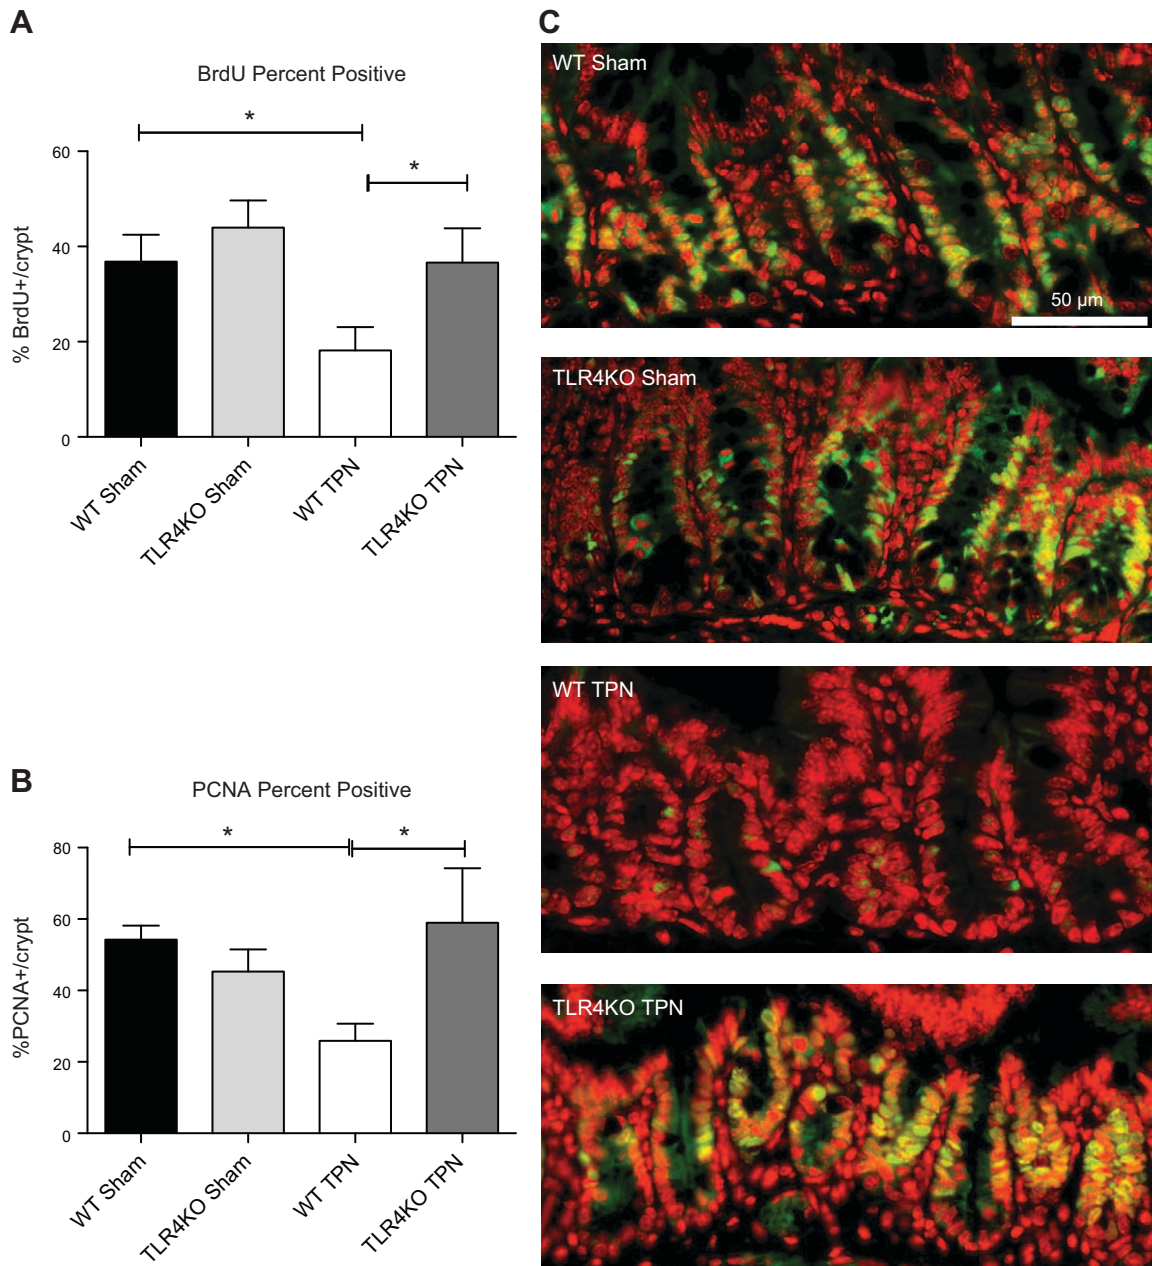 A
BrdU Percent Positive
*
*
% BrdU+/crypt
60
40
20
0
WT Sham
TLR4KO Sham
WT TPN
TLR4KO TPN
B
PCNA Percent Positive
*
*
%PCNA+/crypt
80
60
40
20
0
WT Sham
TLR4KO Sham
WT TPN
TLR4KO TPN
C
WT Sham
50 µm
TLR4KO Sham
WT TPN
TLR4KO TPN